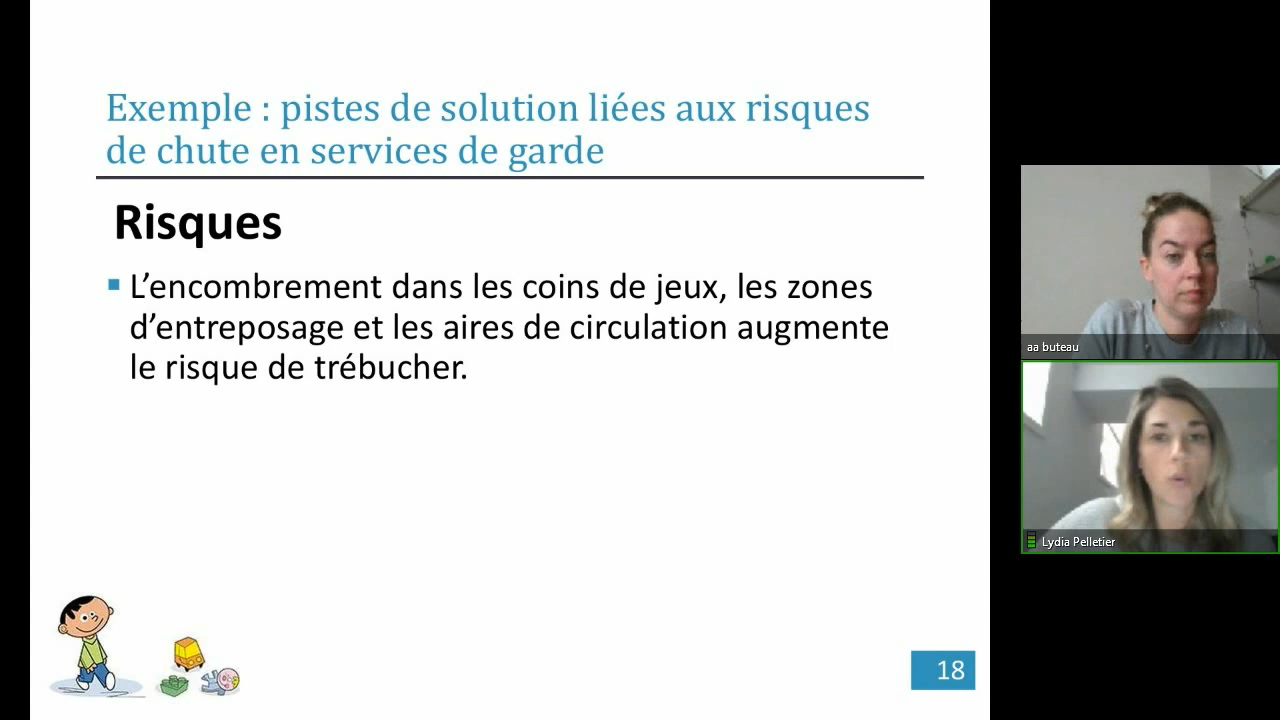 Exemple : pistes de solution liées aux risques
de chute en services de garde
Risques
L’encombrement dans les coins de jeux, les zones
d’entreposage et les aires de circulation augmente
le risque de trébucher.
18
aa buteau
Lydia Pelletier